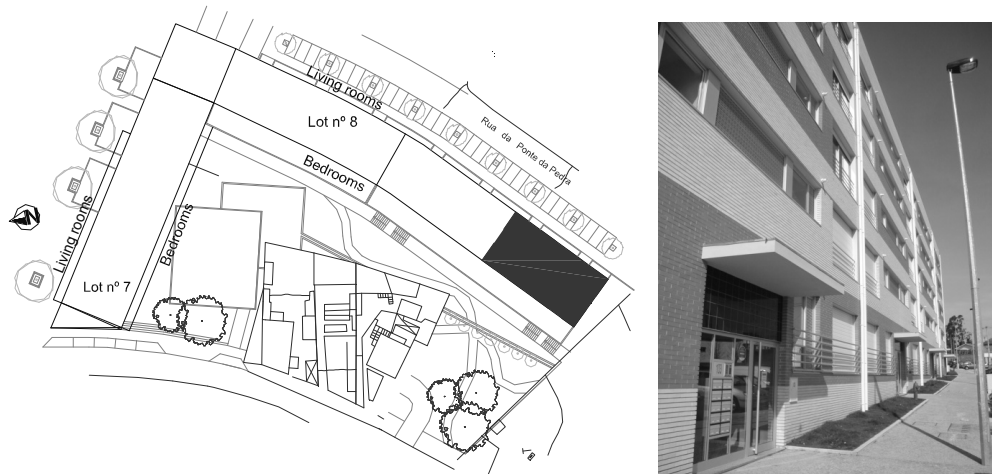 Living rooms
Lot nº 8
Rua da Ponte da Pedra
Bedrooms
Living rooms
Bedrooms
Lot nº 7
N